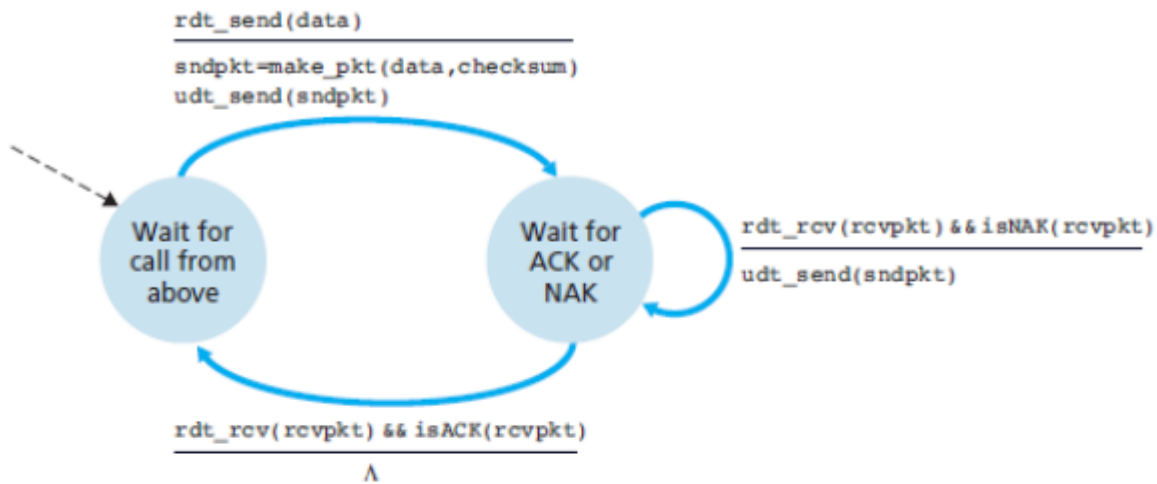 rdt_send(data)
sndpkt=make_pkt(data,checksum)
udt_send(sndpkt)
Wait for
call from
above
Wait for
ACK or
NAK
rdt_rcv(rcvpkt)&&isNAK(rcvpkt)
udt_send(sndpkt)
rdt_rcv(rcvpkt)&&isACK(rcvpkt)
Λ